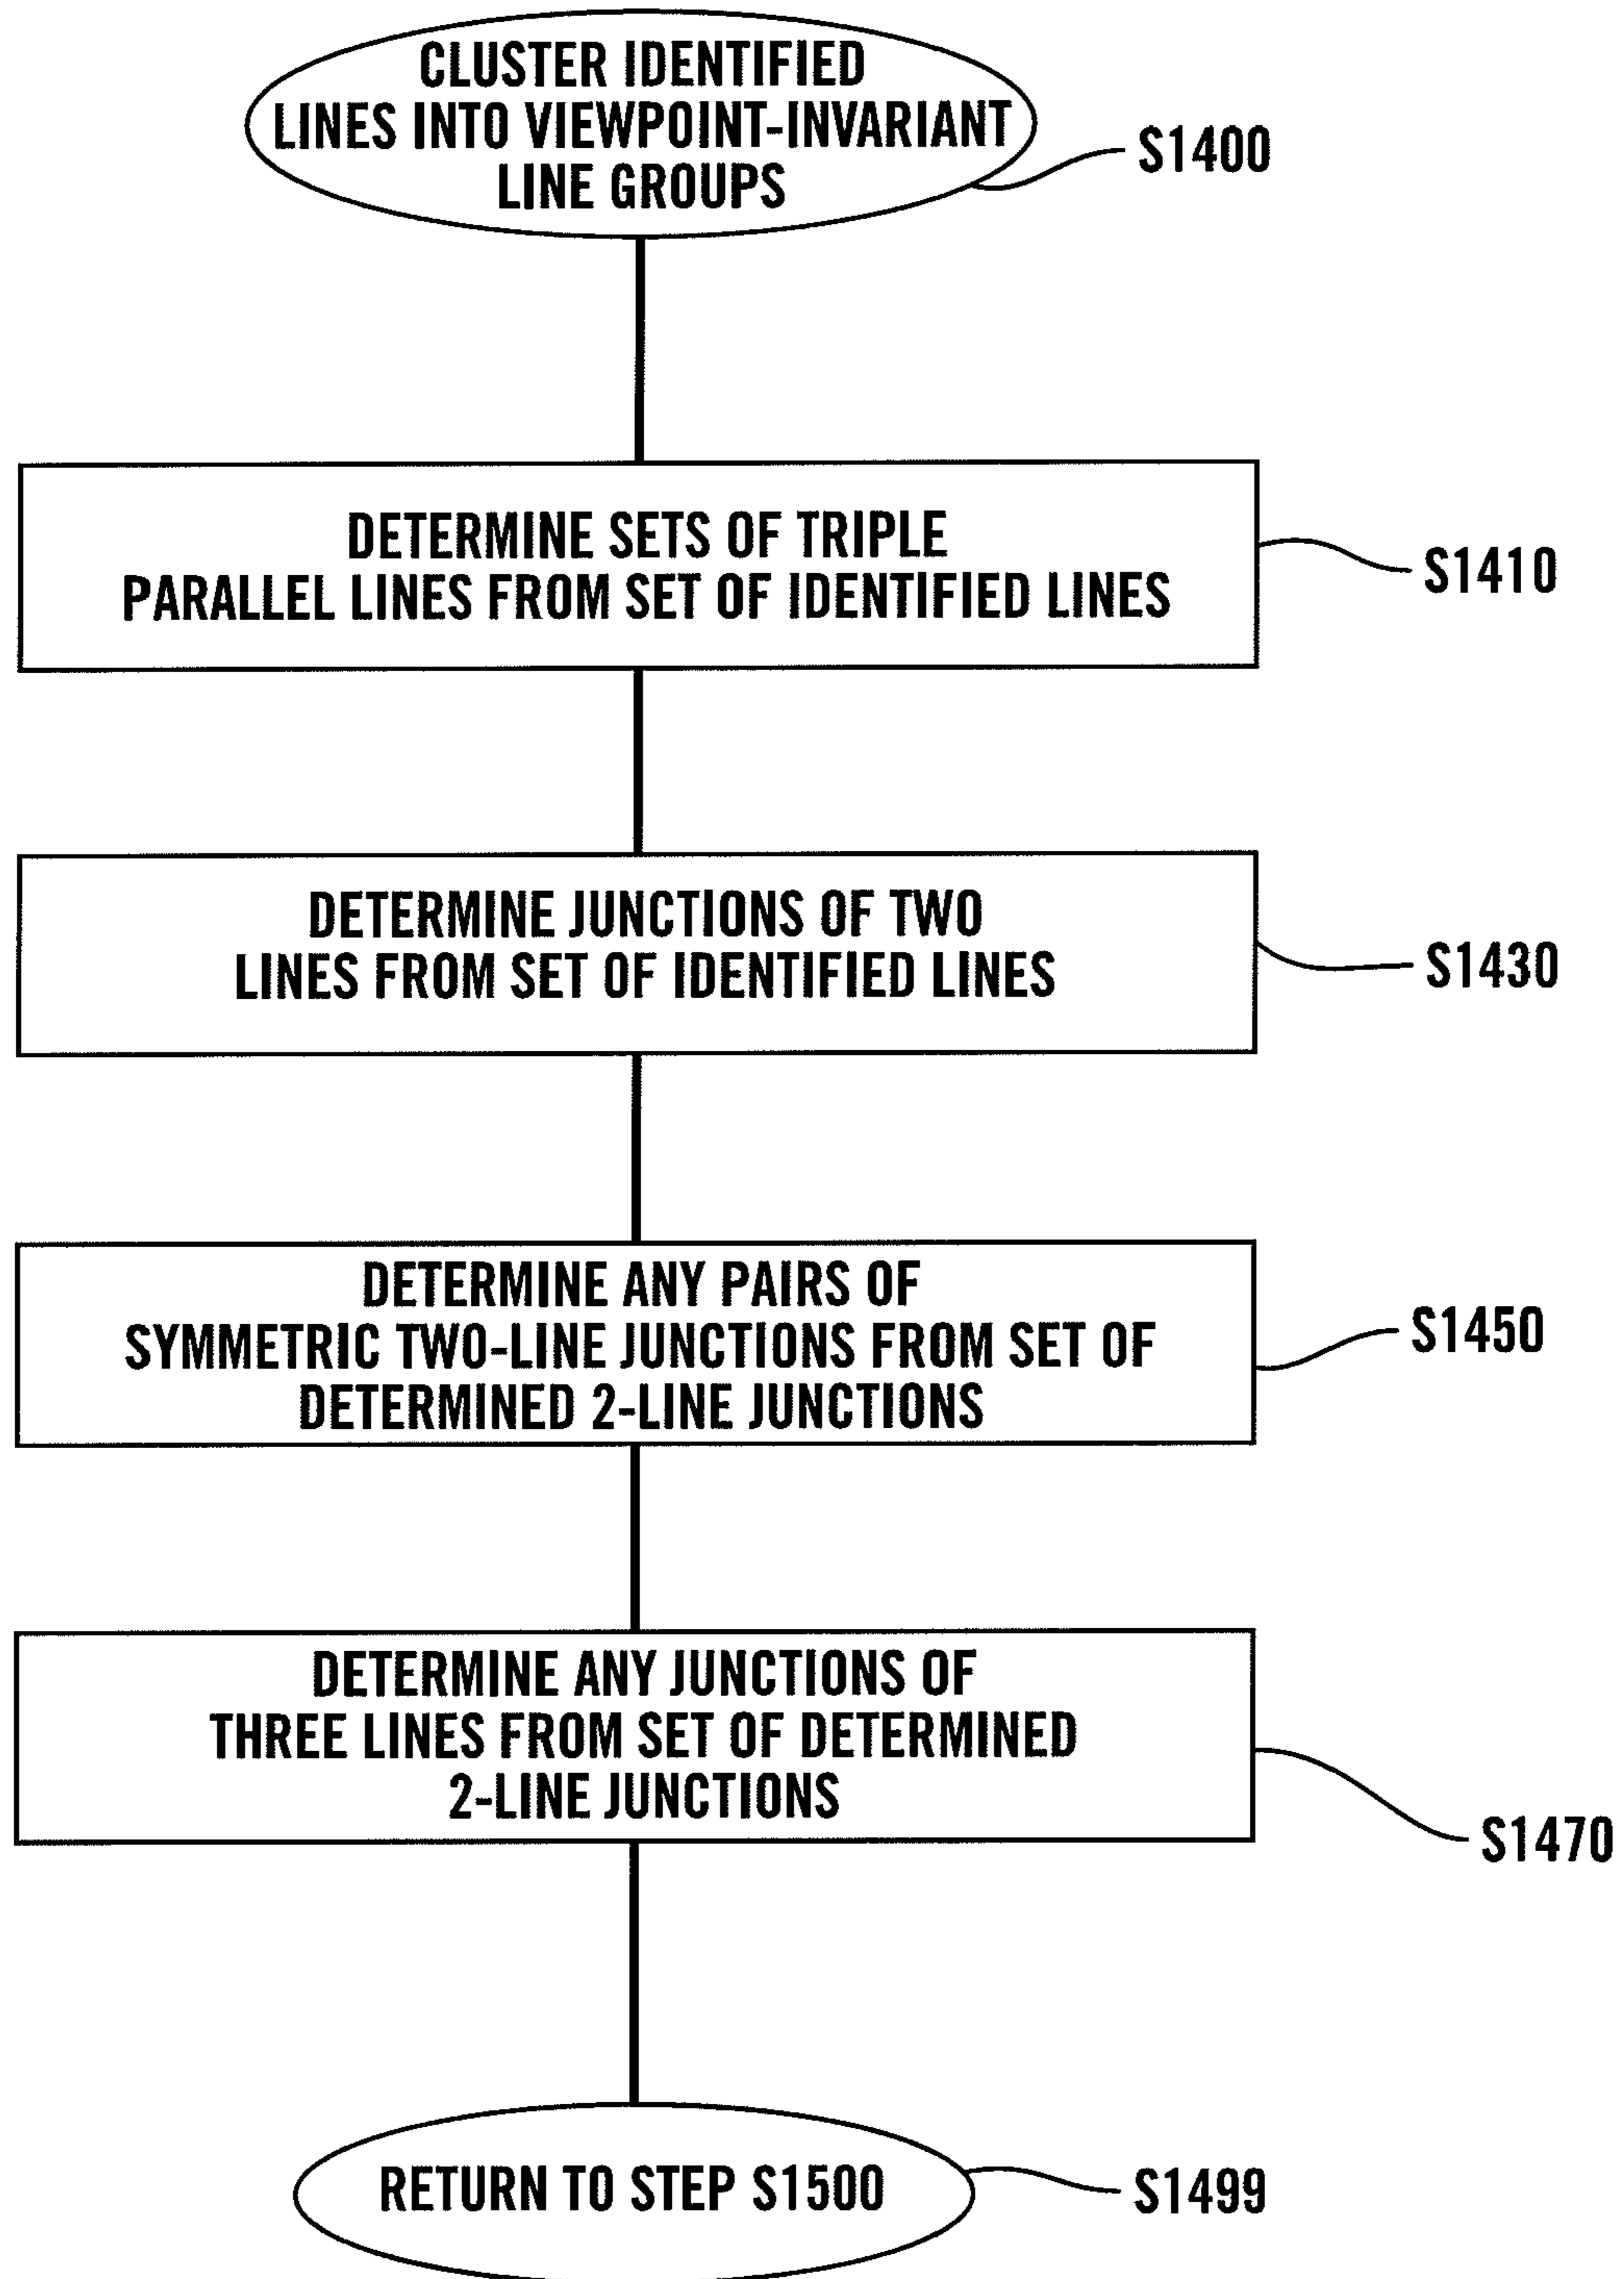 CLUSTER IDENTIFIED
LINES INTO VIEWPOINT-INVARIANT
LINE GROUPS
S1400
DETERMINE SETS OF TRIPLE
PARALLEL LINES FROM SET OF IDENTIFIED LINES
S1410
DETERMINE JUNCTIONS OF TWO
LINES FROM SET OF IDENTIFIED LINES
S1430
DETERMINE ANY PAIRS OF
SYMMETRIC TWO-LINE JUNCTIONS FROM SET OF
DETERMINED 2-LINE JUNCTIONS
S1450
DETERMINE ANY JUNCTIONS OF
THREE LINES FROM SET OF DETERMINED
2-LINE JUNCTIONS
S1470
RETURN TO STEP S1500
S1499